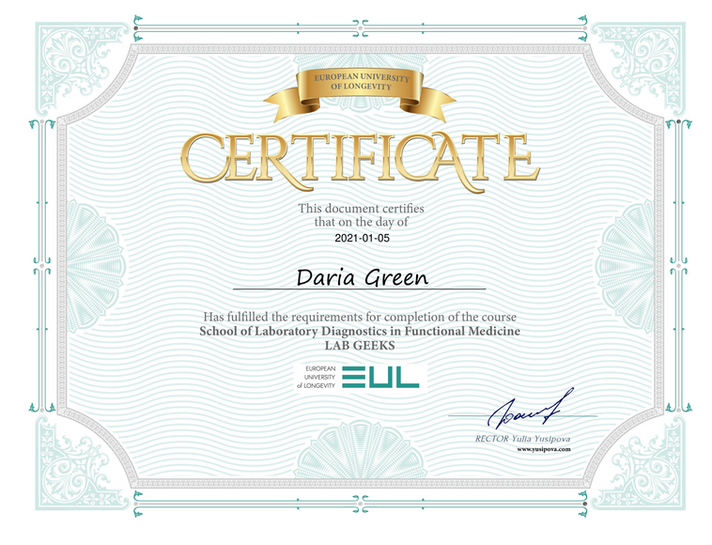 EUROPEAN UNIVERSITY
OF LONGEVITY
CERTIFICATE
This document certifies
that on the day of
2021-01-05
Daria Green
Has fulfilled the requirements for completion of the course
School of Laboratory Diagnostics in Functional Medicine
LAB GEEKS
EUROPEAN
UNIVERSITY
of LONGEVITY
EUL
RECTOR Yulia Yusipova
www.yusipova.com